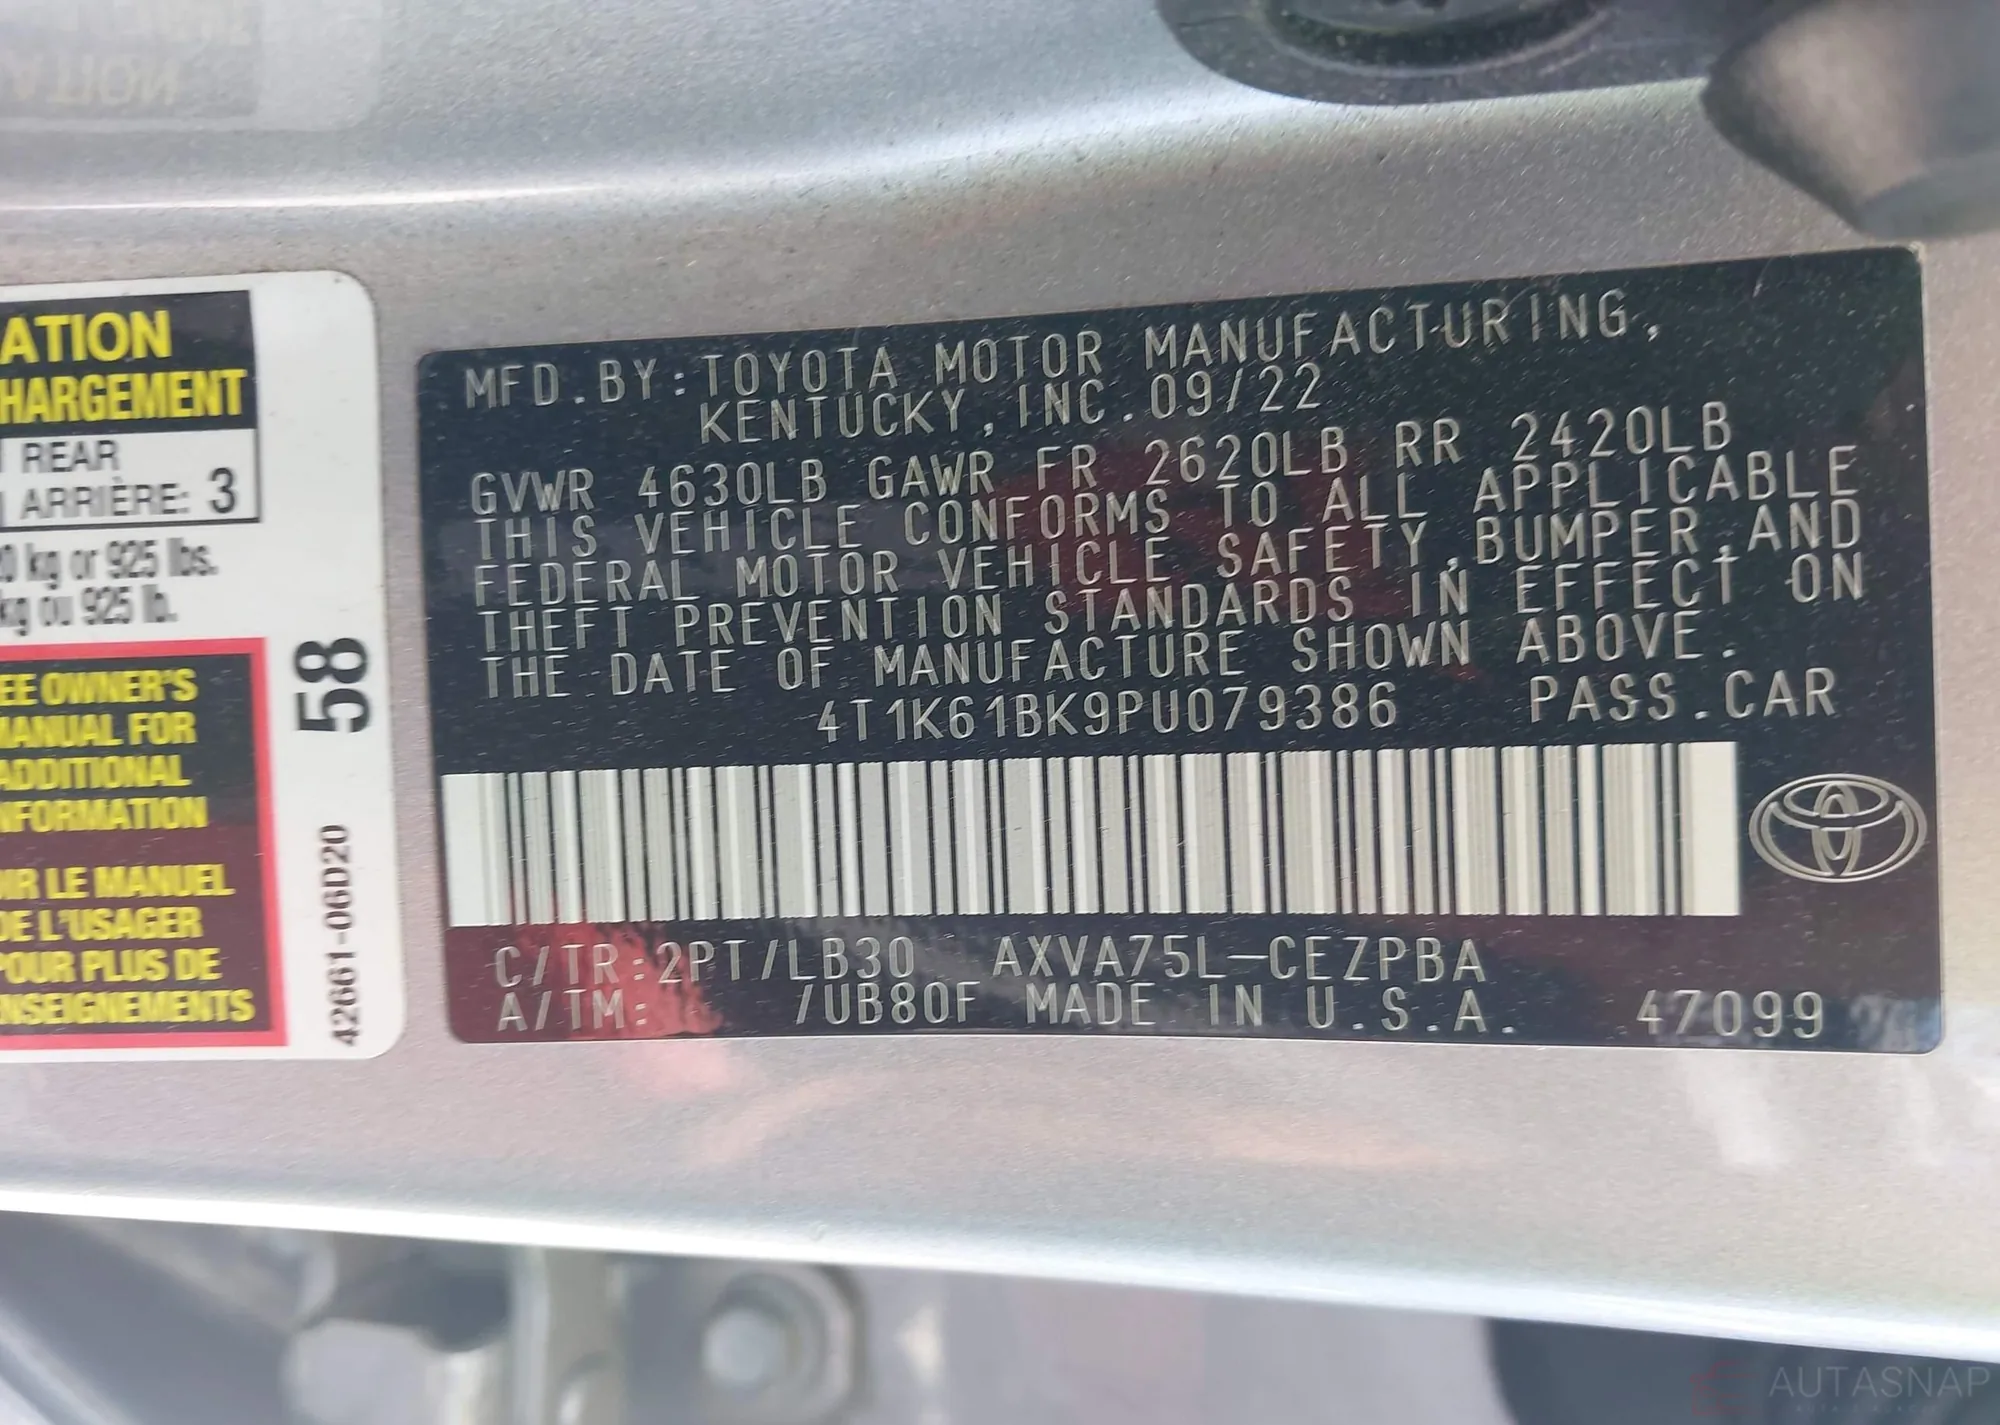 ATION
HARGEMENT
REAR
ARRIÈRE: 3
0 kg or 925 lbs.
kg ou 925 lb.
EE OWNER'S
MANUAL FOR
ADDITIONAL
NFORMATION
OIR LE MANUEL
DE L'USAGER
POUR PLUS DE
ENSEIGNEMENTS
58
42661-06D20
MFD.BY:TOYOTA MOTOR MANUFACTURING,
KENTUCKY,INC.09/22
GVWR 4630LB GAWR FR 2620LB RR 2420LB
THIS VEHICLE CONFORMS TO ALL APPLICABLE
FEDERAL MOTOR VEHICLE SAFETY,BUMPER,AND
THEFT PREVENTION STANDARDS IN EFFECT ON
THE DATE OF MANUFACTURE SHOWN ABOVE.
4T1K61BK9PU079386 PASS.CAR
C/TR:2PT/LB30 AXVA75L-CEZPBA
A/TM: /UB80F MADE IN U.S.A. 47099
AUTASNAP